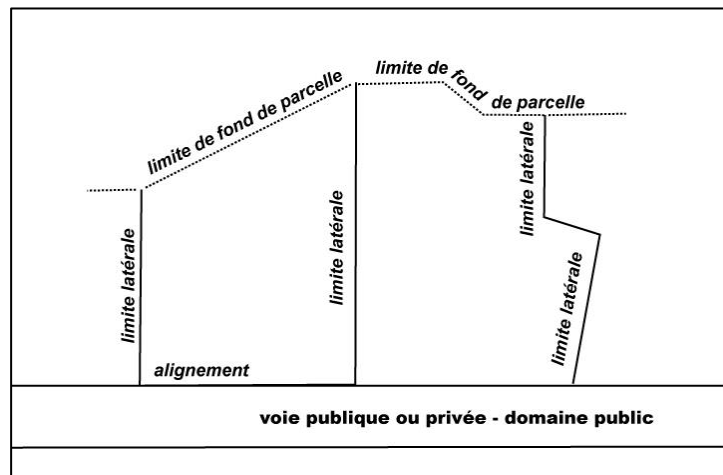 limite de fond de parcelle
limite de fond de parcelle
limite latérale
limite latérale
limite latérale
limite latérale
alignement
voie publique ou privée - domaine public